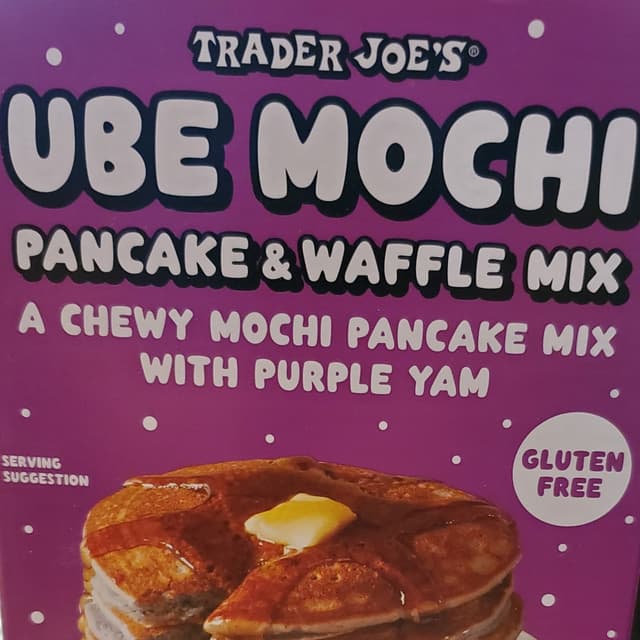 TRADER JOE'S®
UBE MOCHI
PANCAKE & WAFFLE MIX
A CHEWY MOCHI PANCAKE MIX
WITH PURPLE YAM
SERVING
SUGGESTION
GLUTEN
FREE